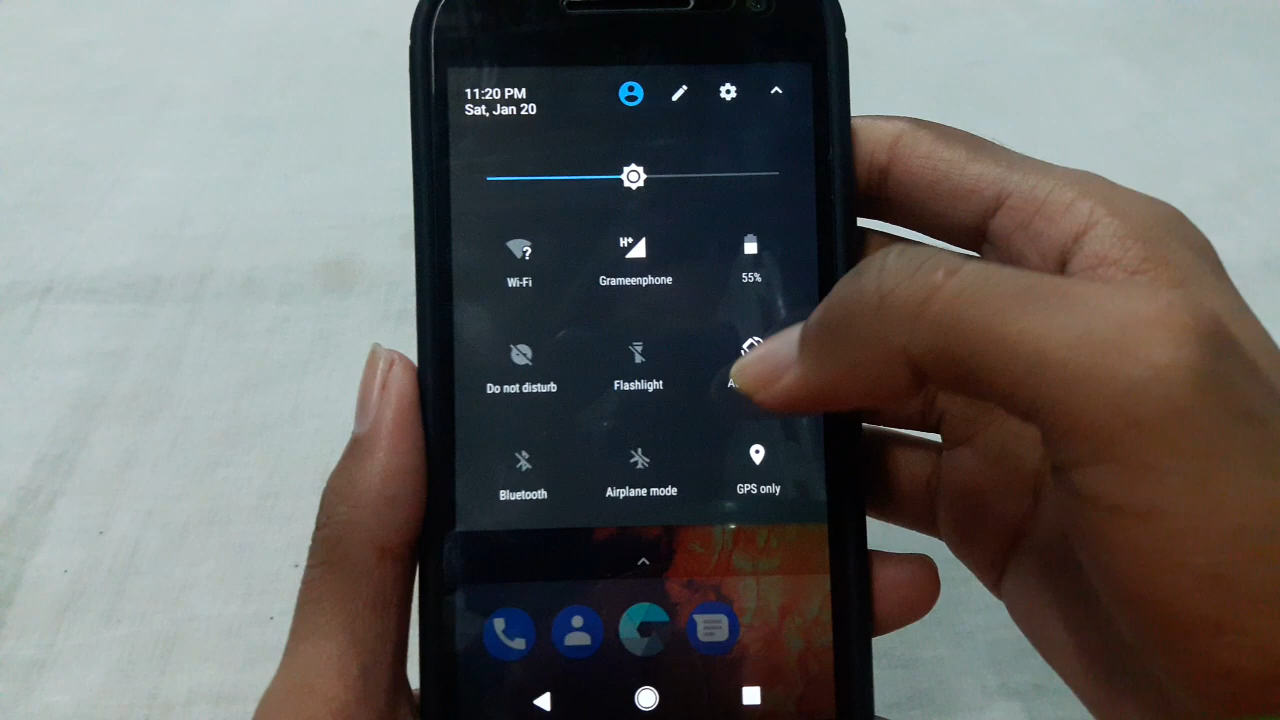 11:20 PM
Sat, Jan 20
H+
Wi-Fi
Grameenphone
55%
Do not disturb
Flashlight
Bluetooth
Airplane mode
GPS only